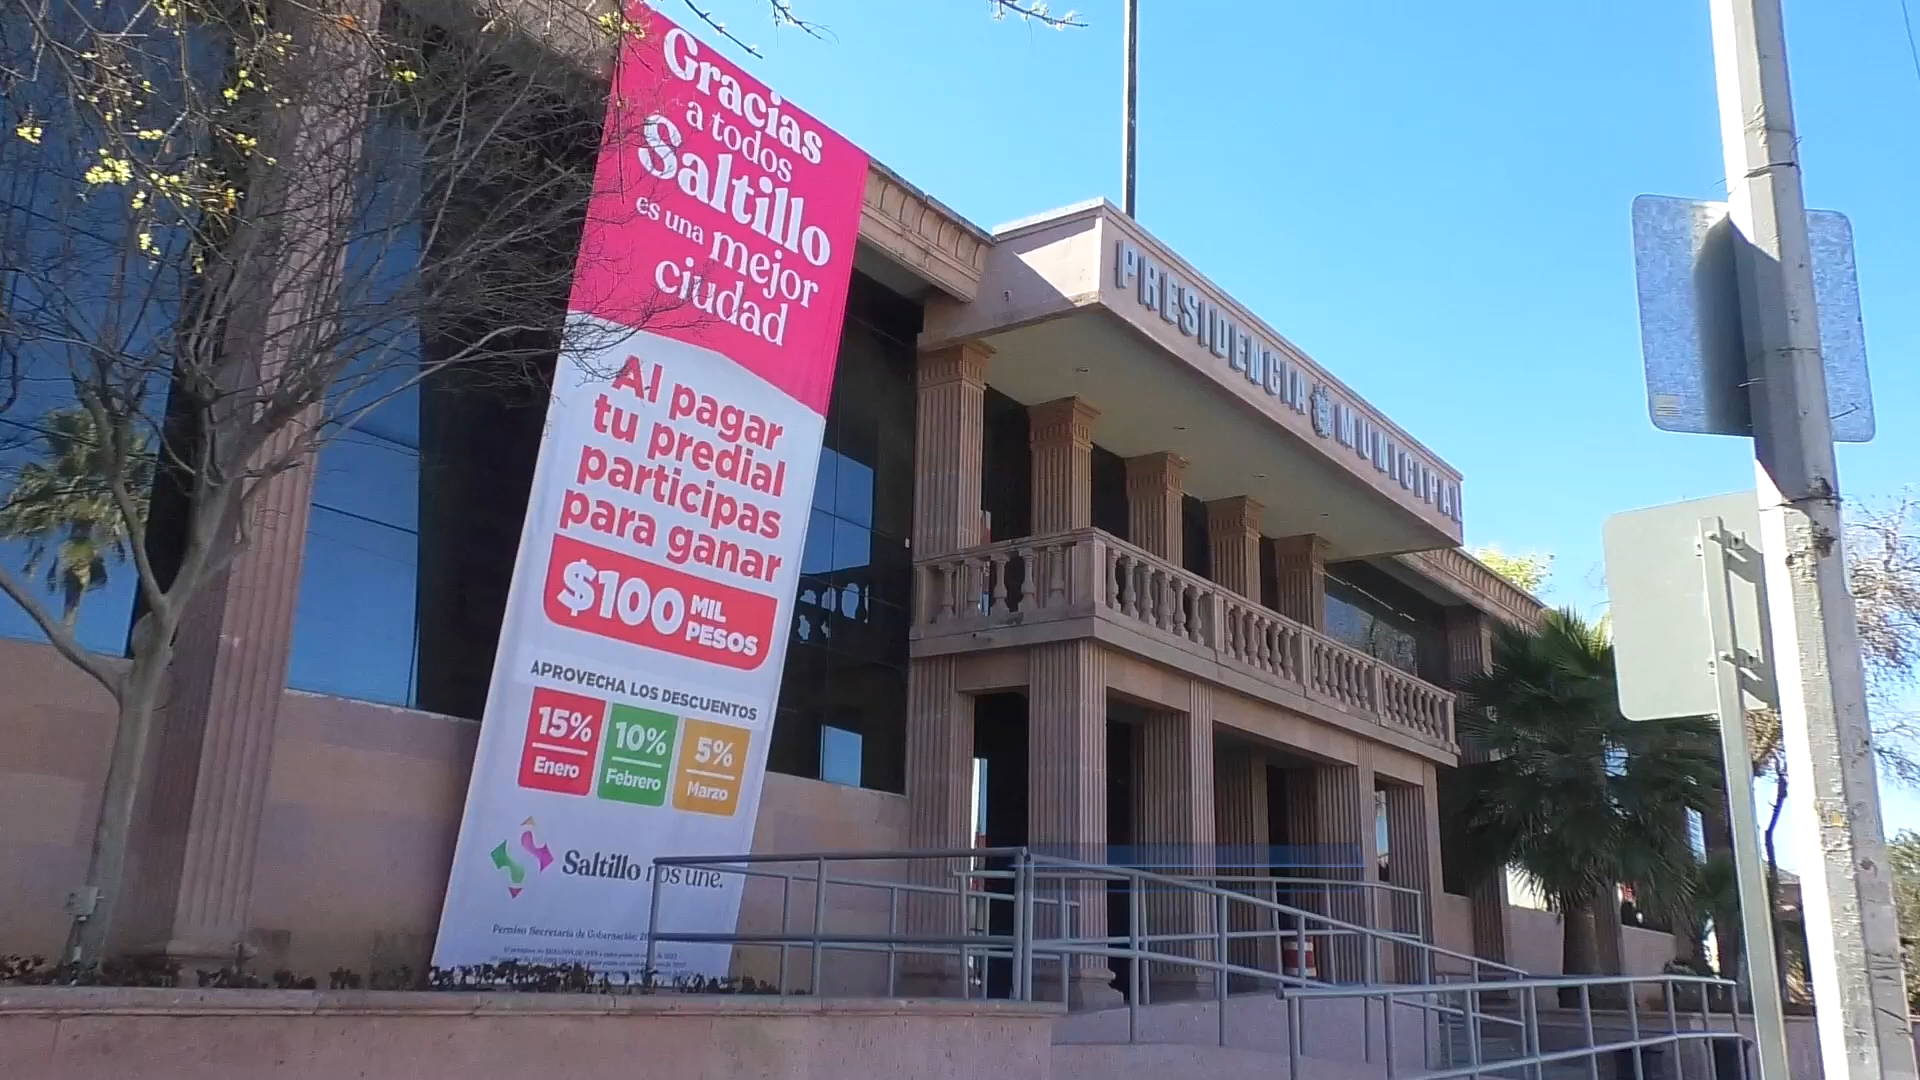 Gracias
a todos
Saltillo
es una mejor
ciudad
Al pagar
tu predial
participas
para ganar
$100 MIL PESOS
APROVECHA LOS DESCUENTOS
15% Enero
10% Febrero
5% Marzo
Saltillo nos une.
Permiso Secretaría de Gobernación:
PRESIDENCIA MUNICIPAL